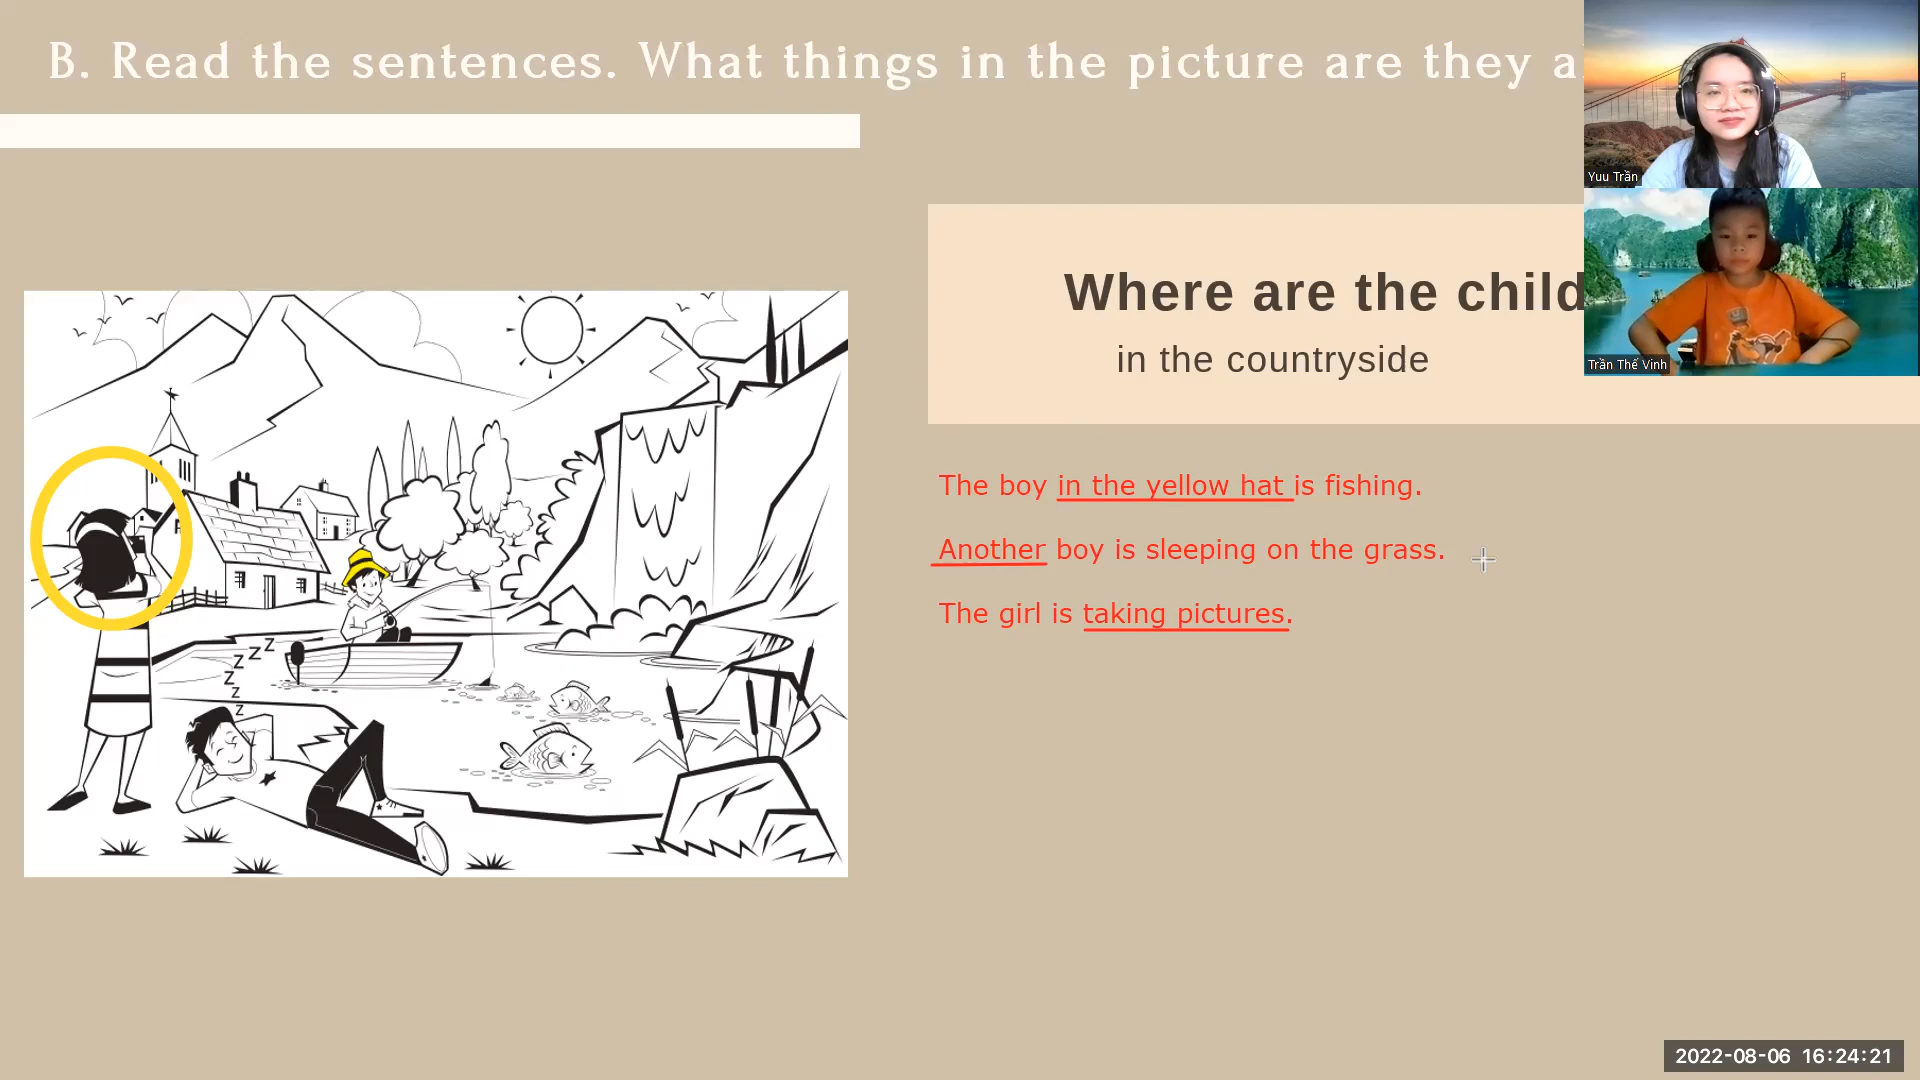 B. Read the sentences. What things in the picture are they a
Yuu Trần
Where are the child
in the countryside
Trần Thế Vinh
The boy in the yellow hat is fishing.
Another boy is sleeping on the grass.
The girl is taking pictures.
z
z
z
z
z
z
2022-08-06 16:24:21